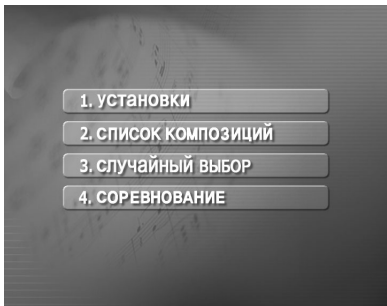 1. УСТАНОВКИ
2. СПИСОК КОМПОЗИЦИЙ
3. СЛУЧАЙНЫЙ ВЫБОР
4. СОРЕВНОВАНИЕ